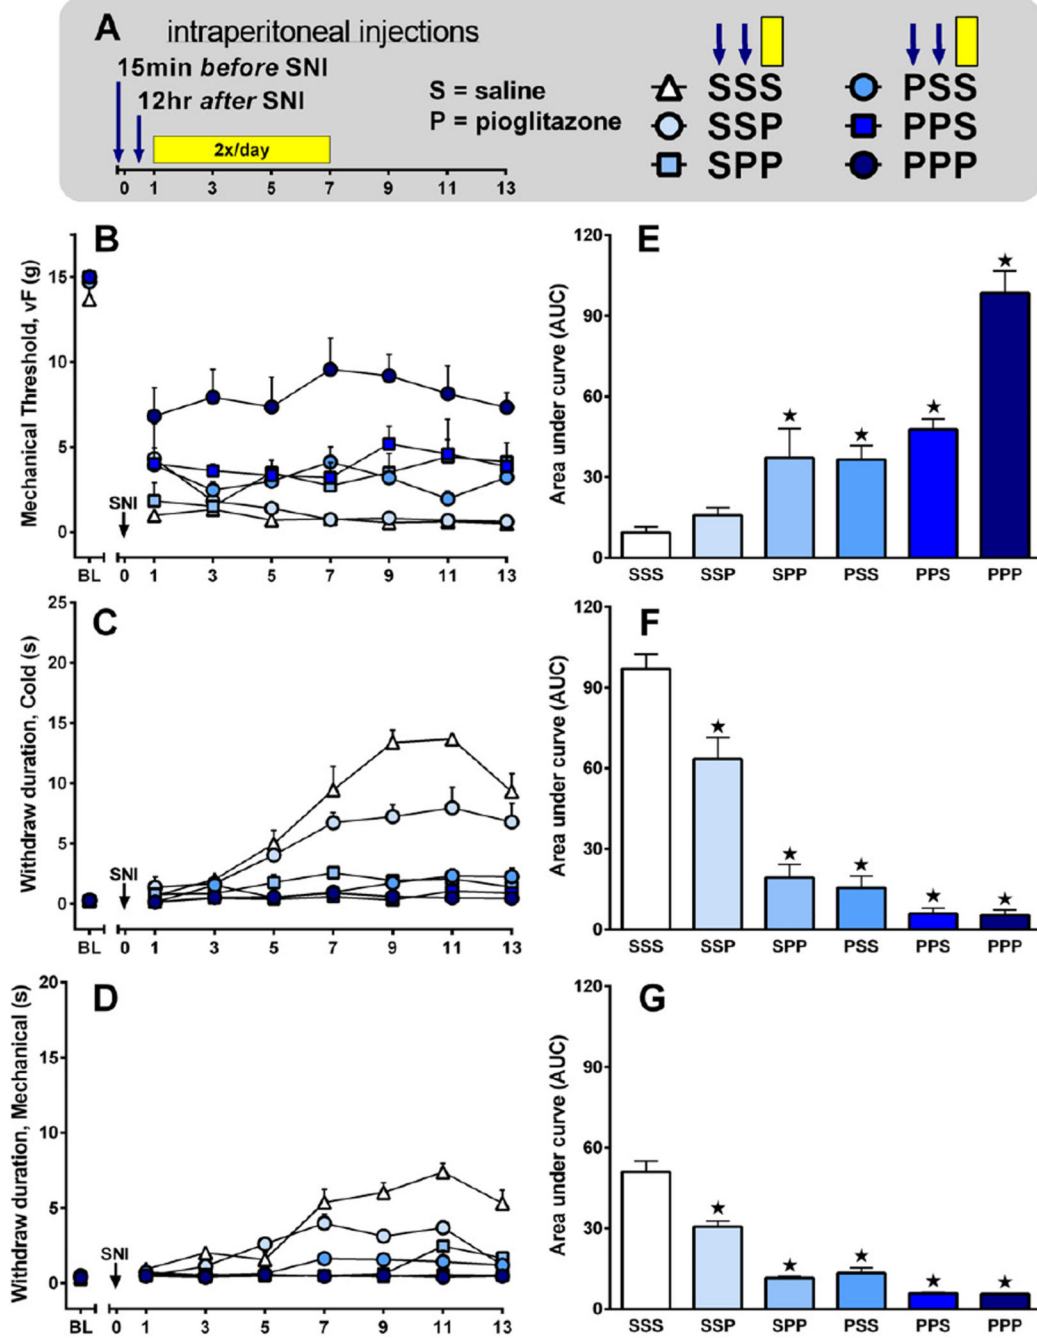 A
intraperitoneal injections
15min before SNI
12hr after SNI
2x/day
0 1 3 5 7 9 11 13
S = saline
P = pioglitazone
SSS
SSP
SPP
PSS
PPS
PPP
B
Mechanical Threshold, vF (g)
15
10
5
0
SNI
BL 0 1 3 5 7 9 11 13
E
Area under curve (AUC)
120
90
60
30
0
SSS SSP SPP PSS PPS PPP
C
Withdraw duration, Cold (s)
25
20
15
10
5
0
SNI
BL 0 1 3 5 7 9 11 13
F
Area under curve (AUC)
120
90
60
30
0
SSS SSP SPP PSS PPS PPP
D
Withdraw duration, Mechanical (s)
20
15
10
5
0
SNI
BL 0 1 3 5 7 9 11 13
G
Area under curve (AUC)
120
90
60
30
0
SSS SSP SPP PSS PPS PPP